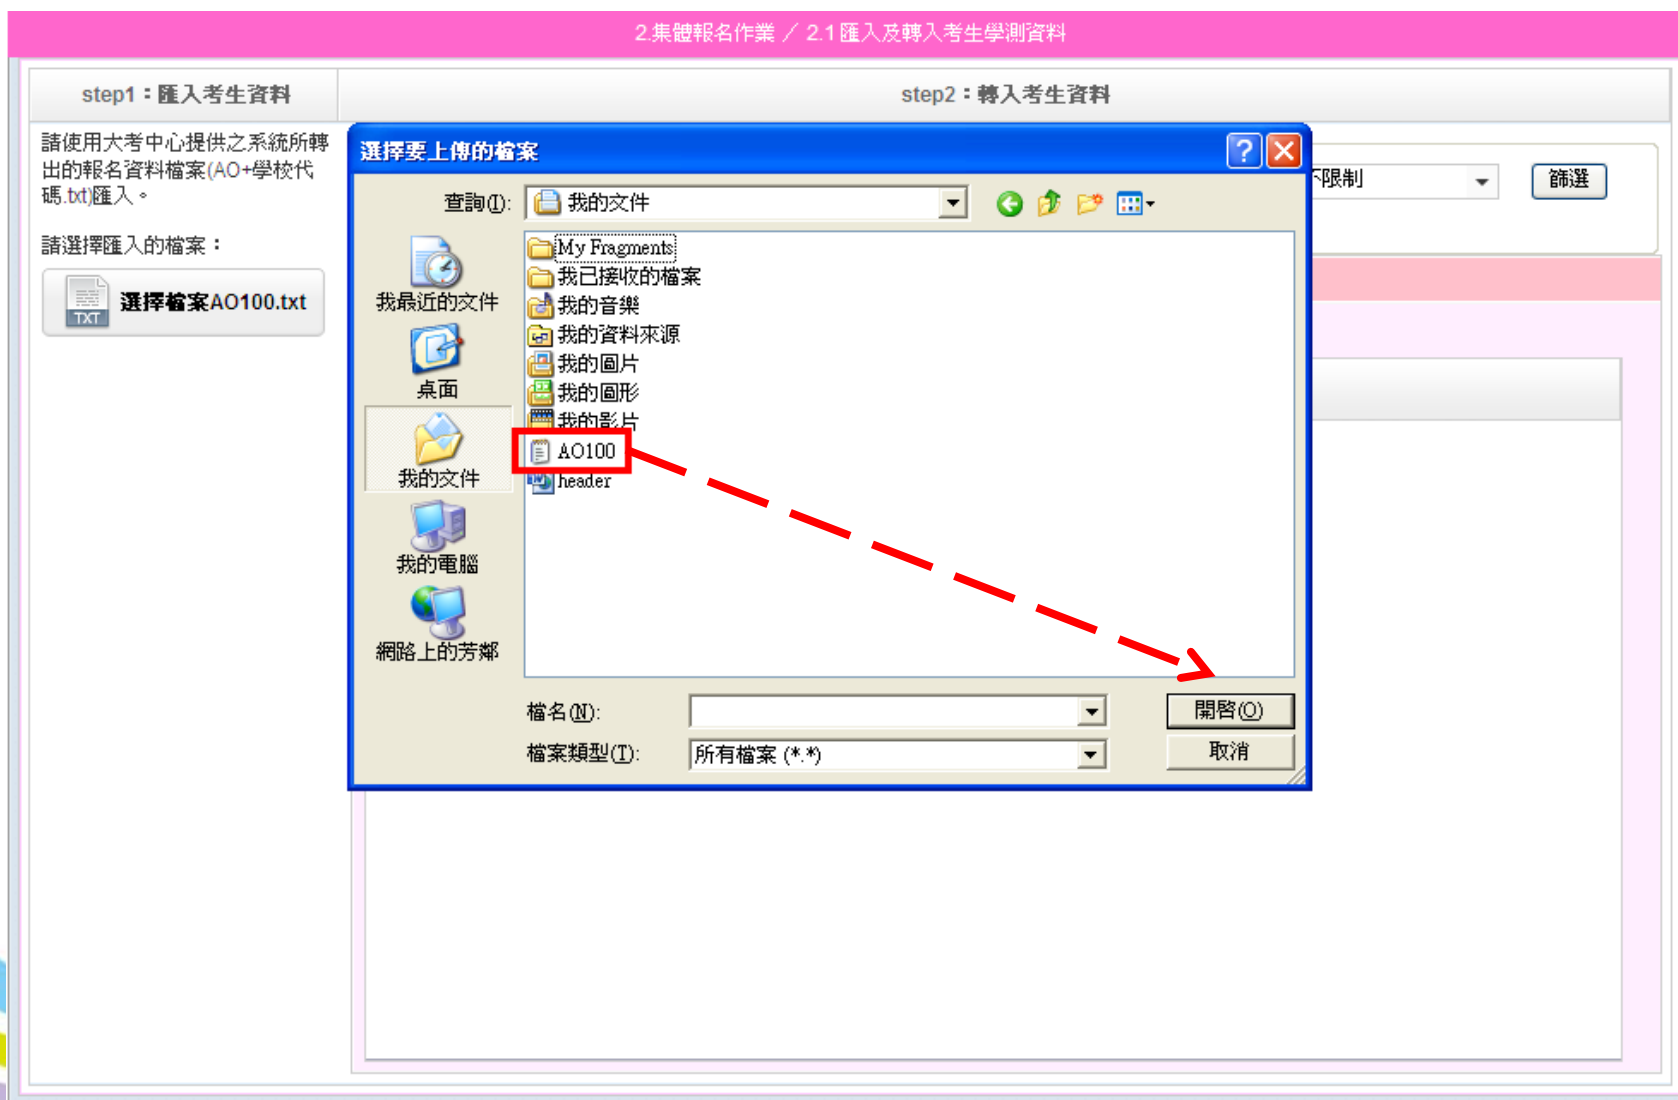 2.集體報名作業 ／ 2.1匯入及轉入考生學測資料
step1：匯入考生資料
step2：轉入考生資料
請使用大考中心提供之系統所轉
出的報名資料檔案(AO+學校代
碼.txt)匯入。
請選擇匯入的檔案：
TXT
選擇檔案AO100.txt
選擇要上傳的檔案
查詢(I):
我的文件
我最近的文件
桌面
我的文件
我的電腦
網路上的芳鄰
My Fragments
我已接收的檔案
我的音樂
我的資料來源
我的圖片
我的圖形
我的影片
AO100
header
檔名(N):
開啓(O)
檔案類型(T):
所有檔案 (*.*)
取消
不限制
篩選